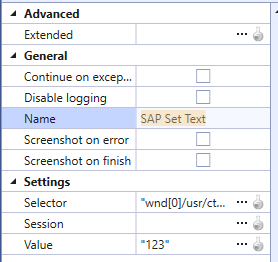 Advanced
Extended ...
General
Continue on excep...
Disable logging
Name SAP Set Text
Screenshot on error
Screenshot on finish
Settings
Selector "wnd[0]/usr/ct... ...
Session ...
Value "123" ...